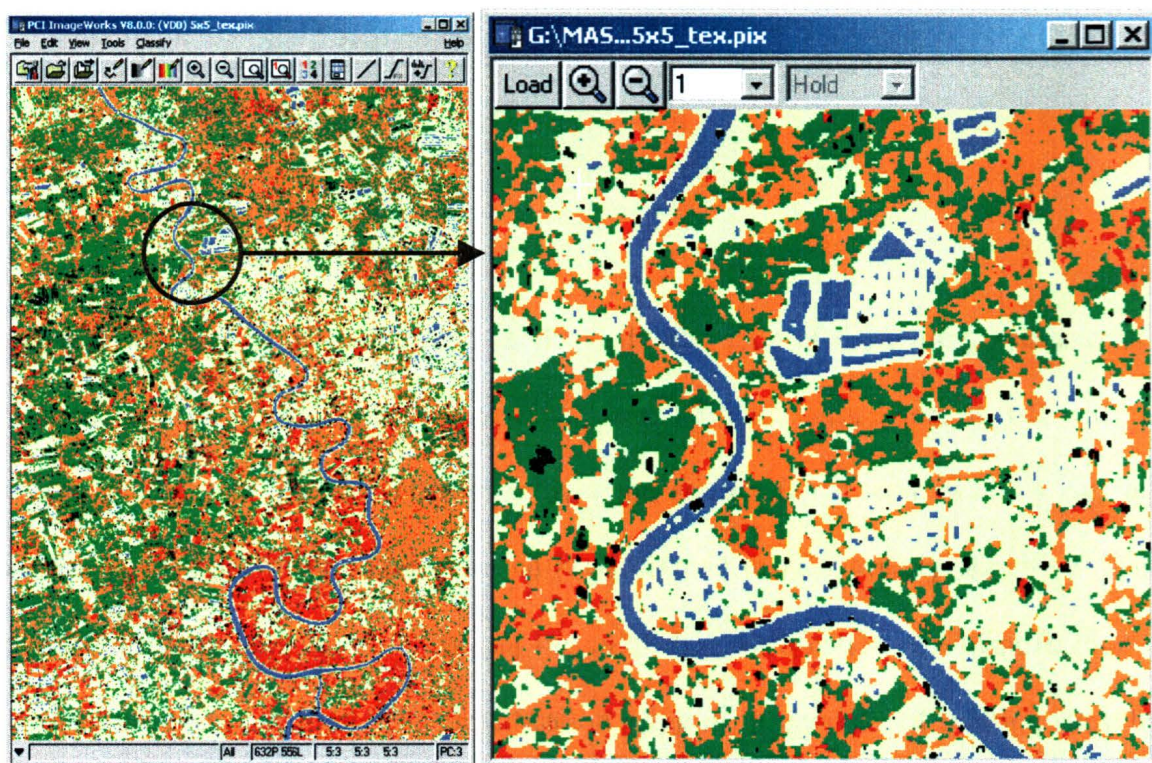 PCI ImageWorks V8.0.0: (VD0) 5x5_tex.pix
File Edit View Tools Classify Help
All 632P 556L 5:3 5:3 5:3 PC:3
G:\MAS...5x5_tex.pix
Load 1 Hold